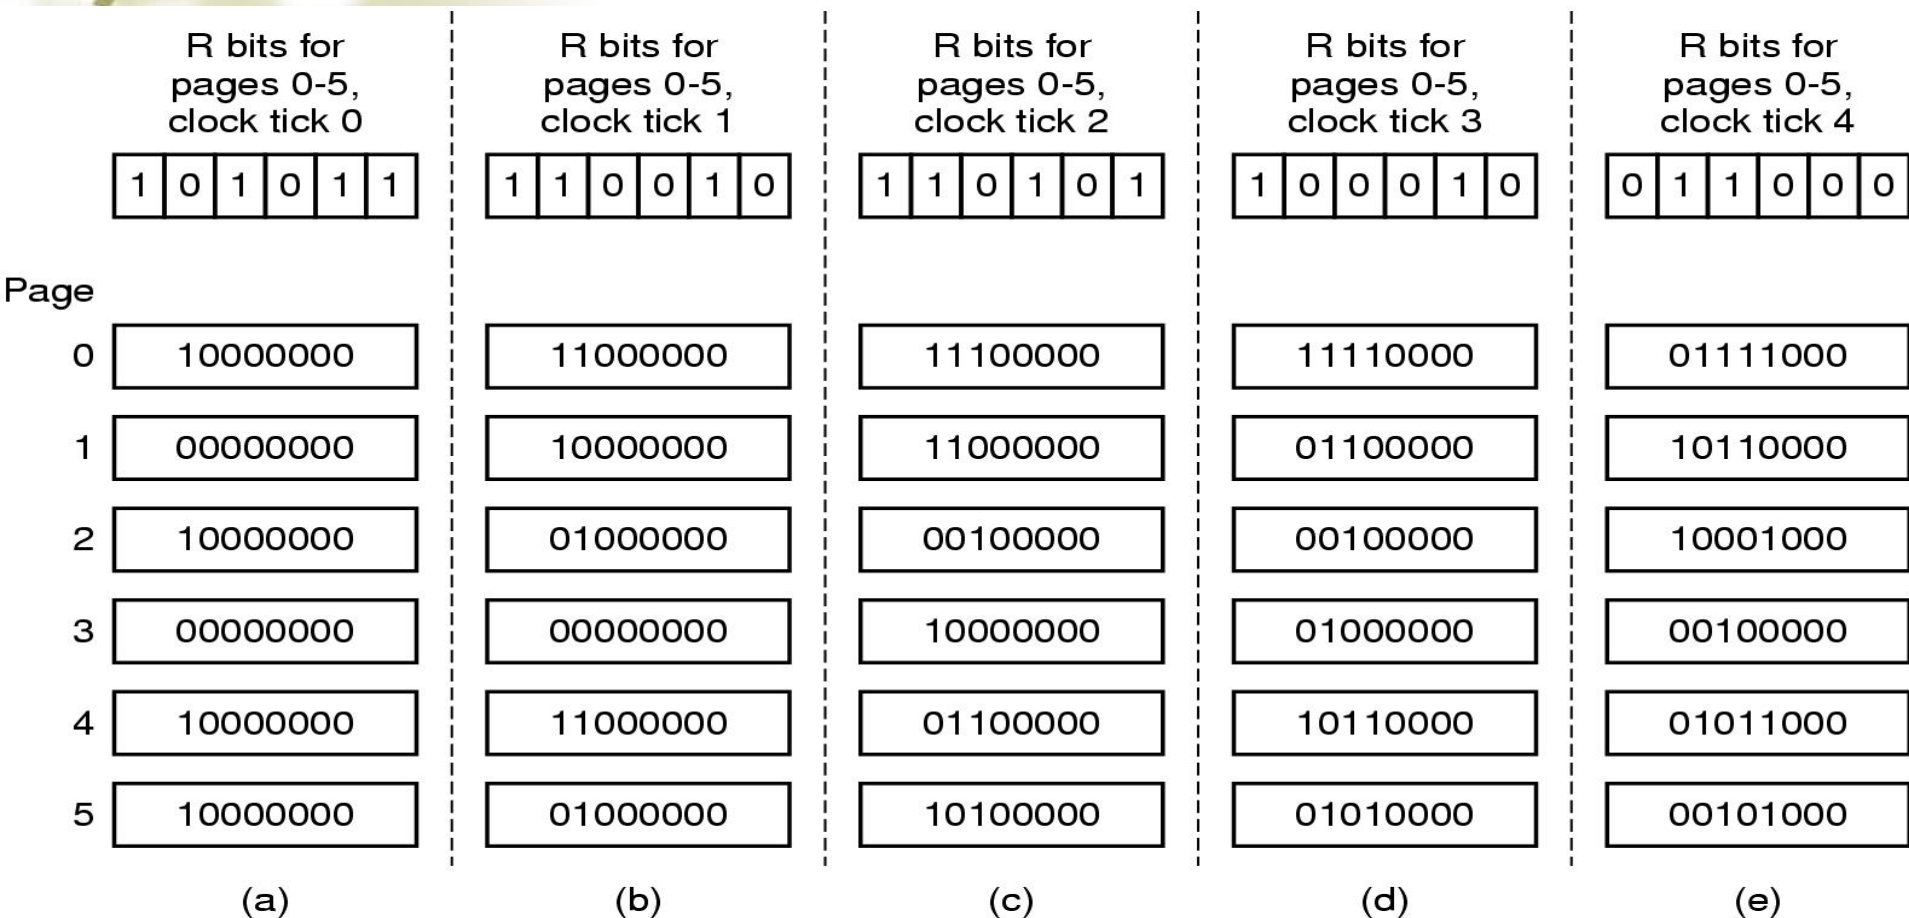 R bits for pages 0-5, clock tick 0
R bits for pages 0-5, clock tick 1
R bits for pages 0-5, clock tick 2
R bits for pages 0-5, clock tick 3
R bits for pages 0-5, clock tick 4
1 0 1 0 1 1
1 1 0 0 1 0
1 1 0 1 0 1
1 0 0 0 1 0
0 1 1 0 0 0
Page
0 10000000 11000000 11100000 11110000 01111000
1 00000000 10000000 11000000 01100000 10110000
2 10000000 01000000 00100000 00100000 10001000
3 00000000 00000000 10000000 01000000 00100000
4 10000000 11000000 01100000 10110000 01011000
5 10000000 01000000 10100000 01010000 00101000
(a) (b) (c) (d) (e)